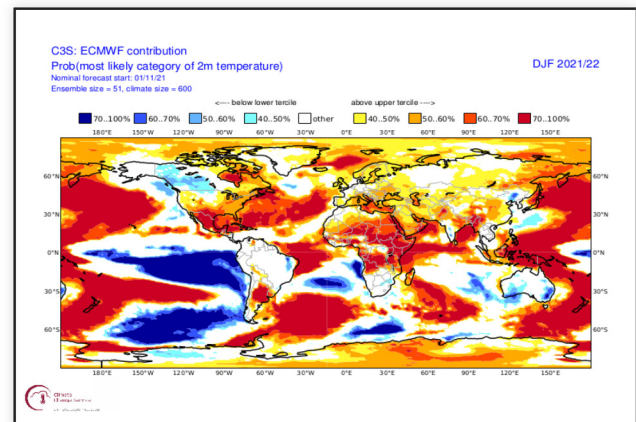 C3S: ECMWF contribution
Prob(most likely category of 2m temperature)
Nominal forecast start: 01/11/21
Ensemble size = 51, climate size = 600
DJF 2021/22
<---- below lower tercile above upper tercile ---->
70..100% 60..70% 50..60% 40..50% other 40..50% 50..60% 60..70% 70..100%
180°E 150°W 120°W 90°W 60°W 30°W 0°E 30°E 60°E 90°E 120°E 150°E
60°N 60°N
30°N 30°N
0°N 0°N
30°S 30°S
60°S 60°S
180°E 150°W 120°W 90°W 60°W 30°W 0°E 30°E 60°E 90°E 120°E 150°E
Climate